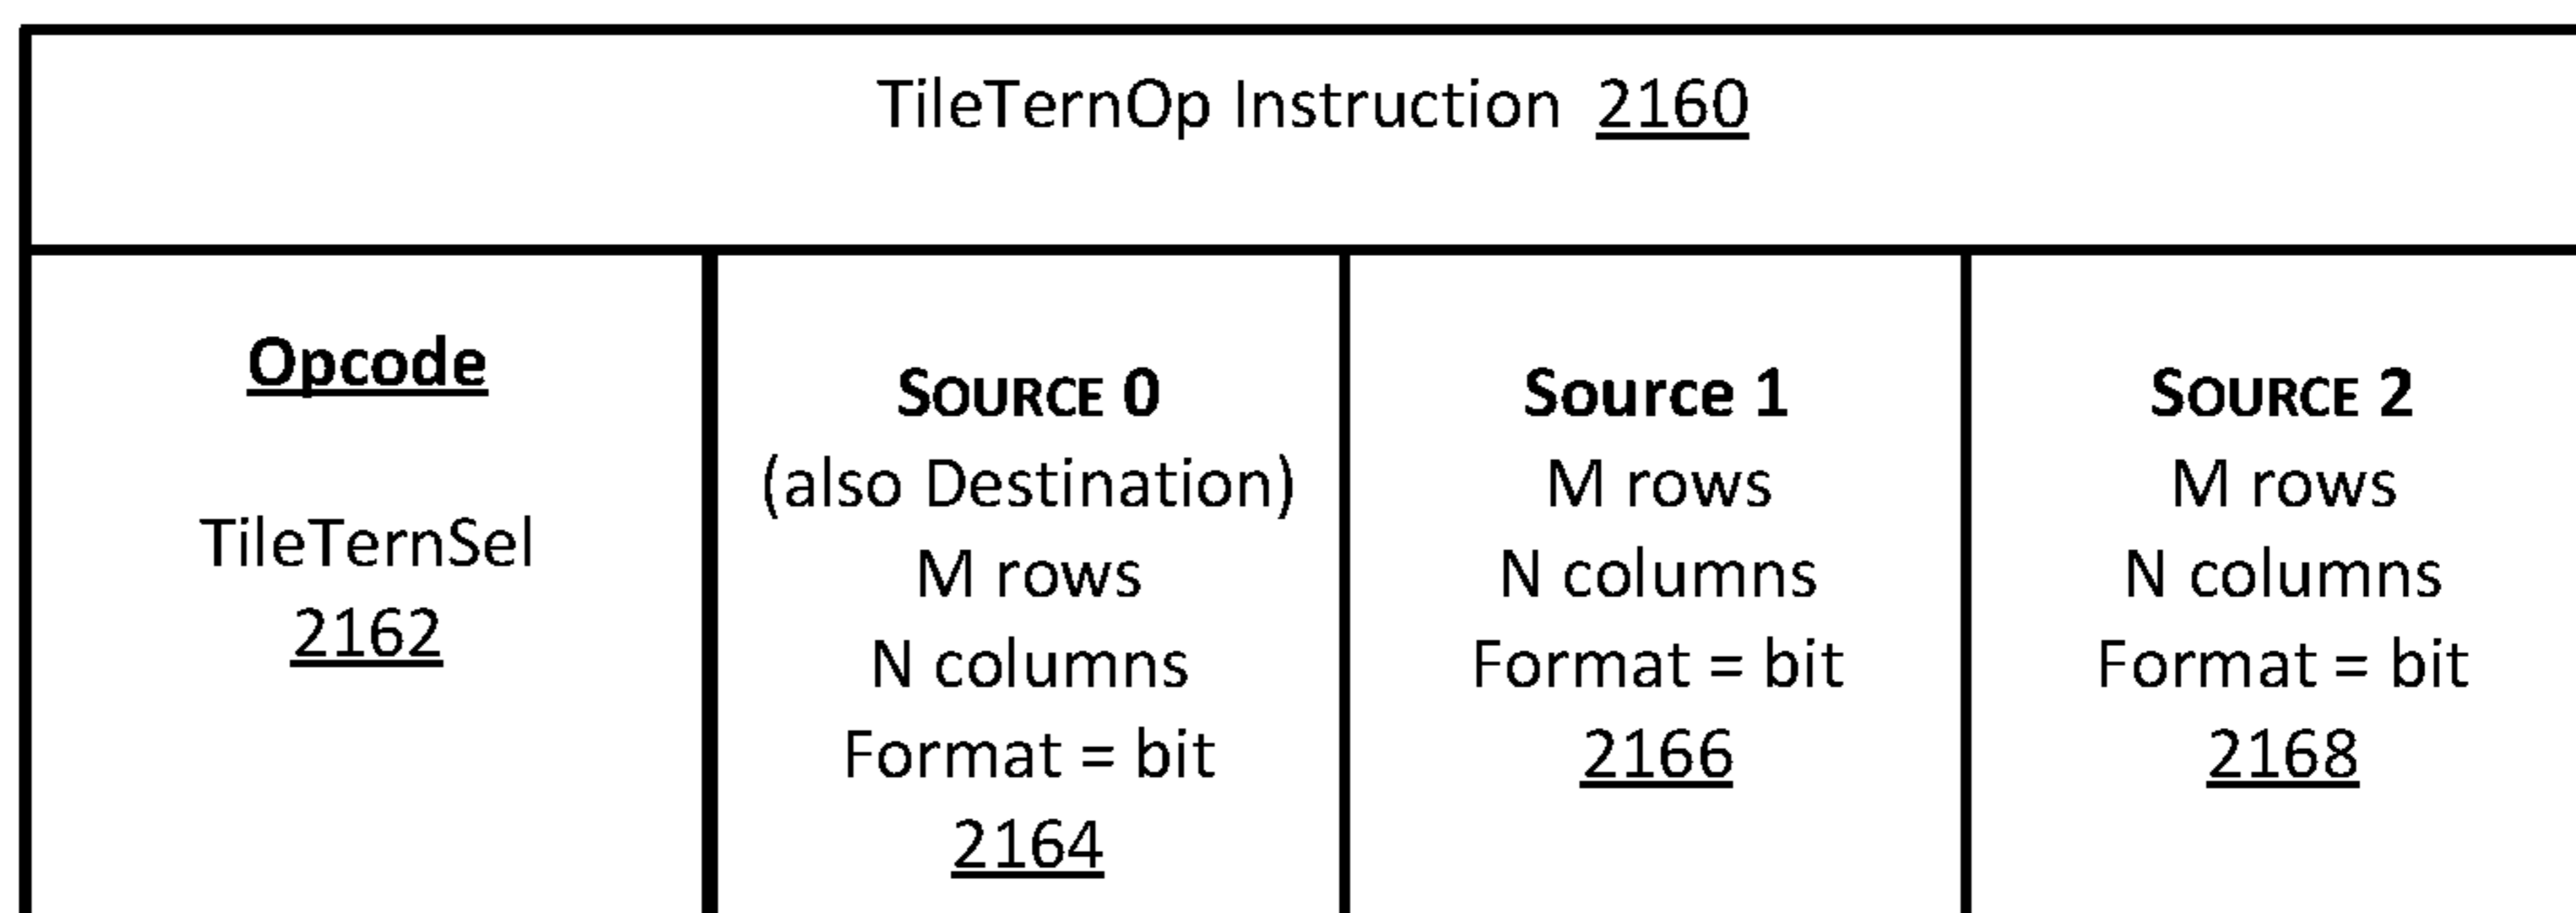 TileTernOp Instruction 2160
Opcode
TileTernSel
2162
SOURCE 0
(also Destination)
M rows
N columns
Format = bit
2164
Source 1
M rows
N columns
Format = bit
2166
SOURCE 2
M rows
N columns
Format = bit
2168